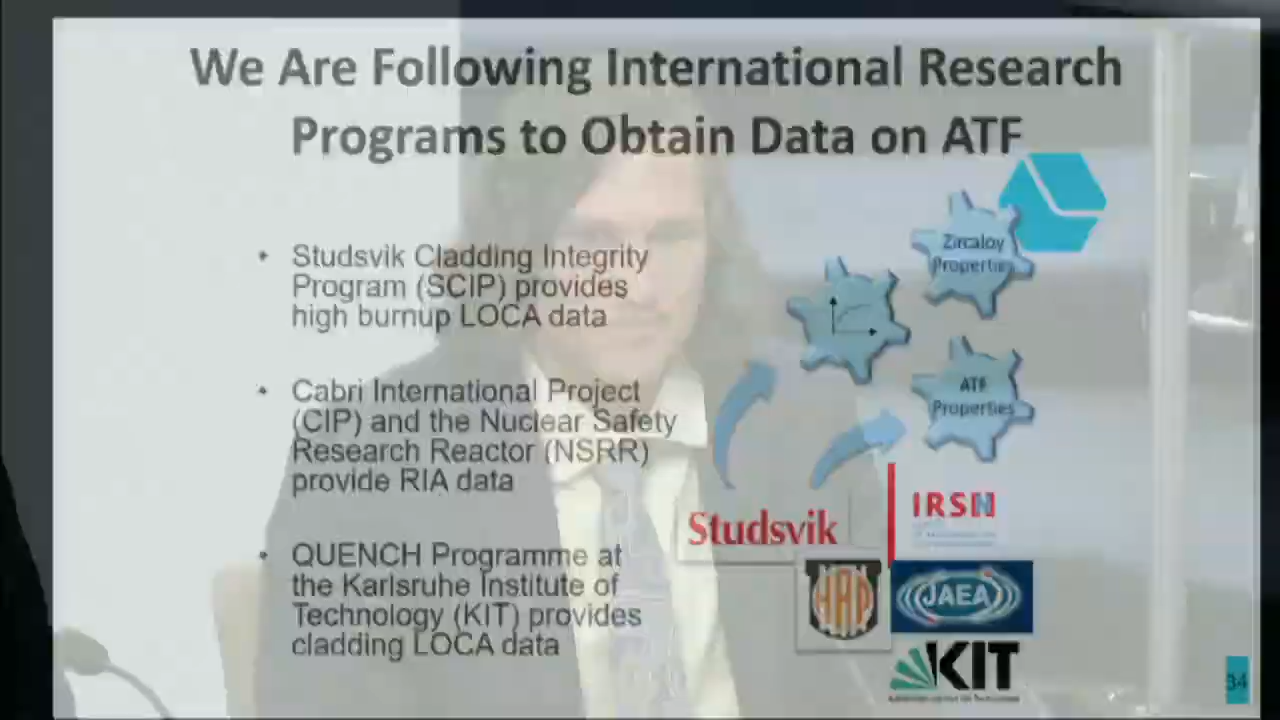 We Are Following International Research
Programs to Obtain Data on ATF
• Studsvik Cladding Integrity
Program (SCIP) provides
high burnup LOCA data
• Cabri International Project
(CIP) and the Nuclear Safety
Research Reactor (NSRR)
provide RIA data
• QUENCH Programme at
the Karlsruhe Institute of
Technology (KIT) provides
cladding LOCA data
Zircaloy
Properties
ATF
Properties
Studsvik
IRSN
HRP
JAEA
KIT
34